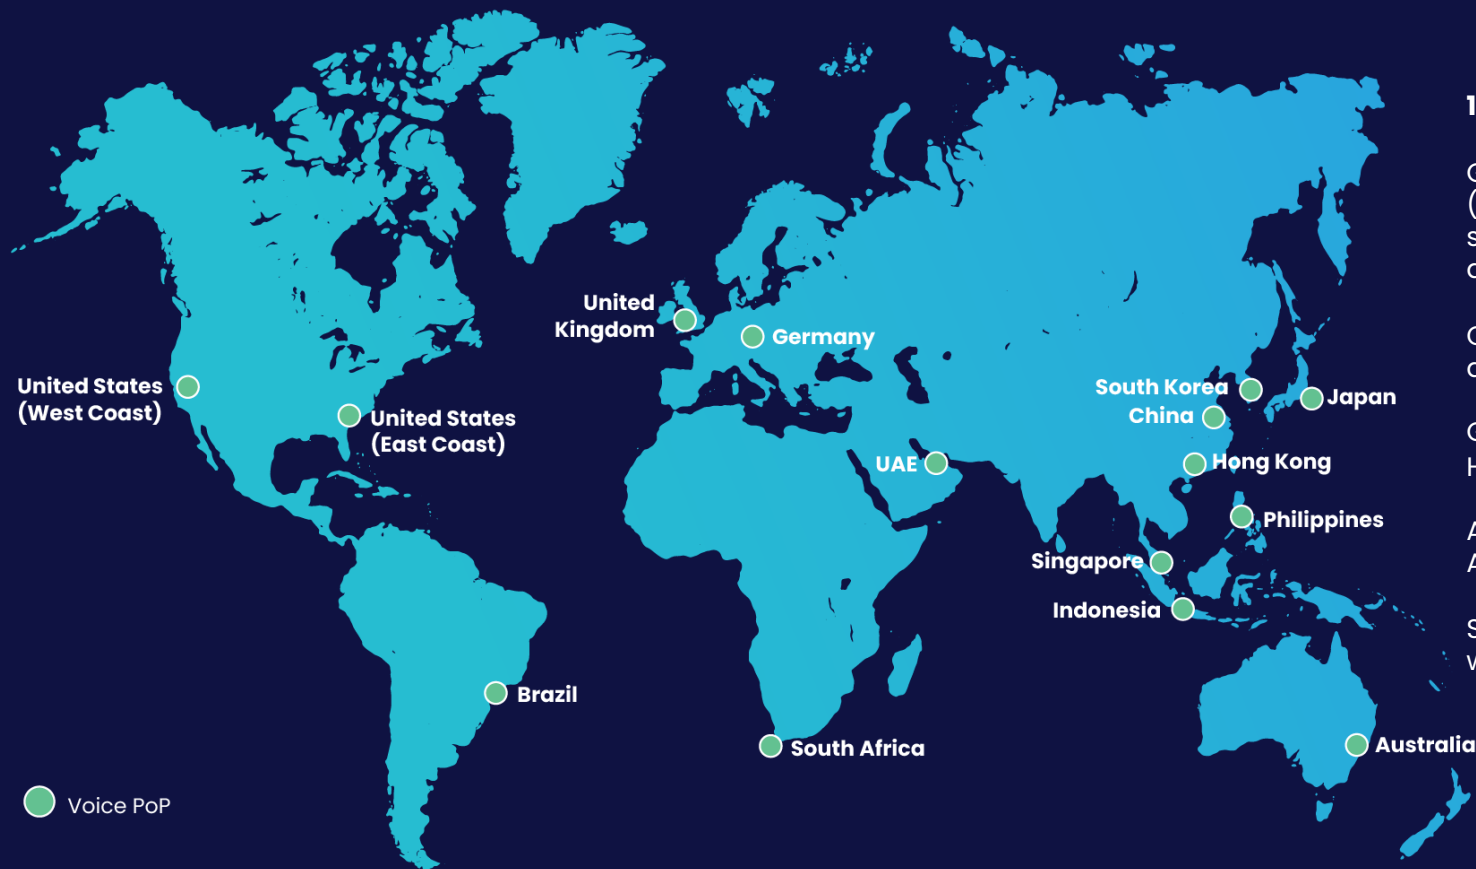 United
Kingdom
Germany
United States
(West Coast)
United States
(East Coast)
South Korea
Japan
China
UAE
Hong Kong
Philippines
Singapore
Indonesia
Brazil
South Africa
Australia
Voice PoP